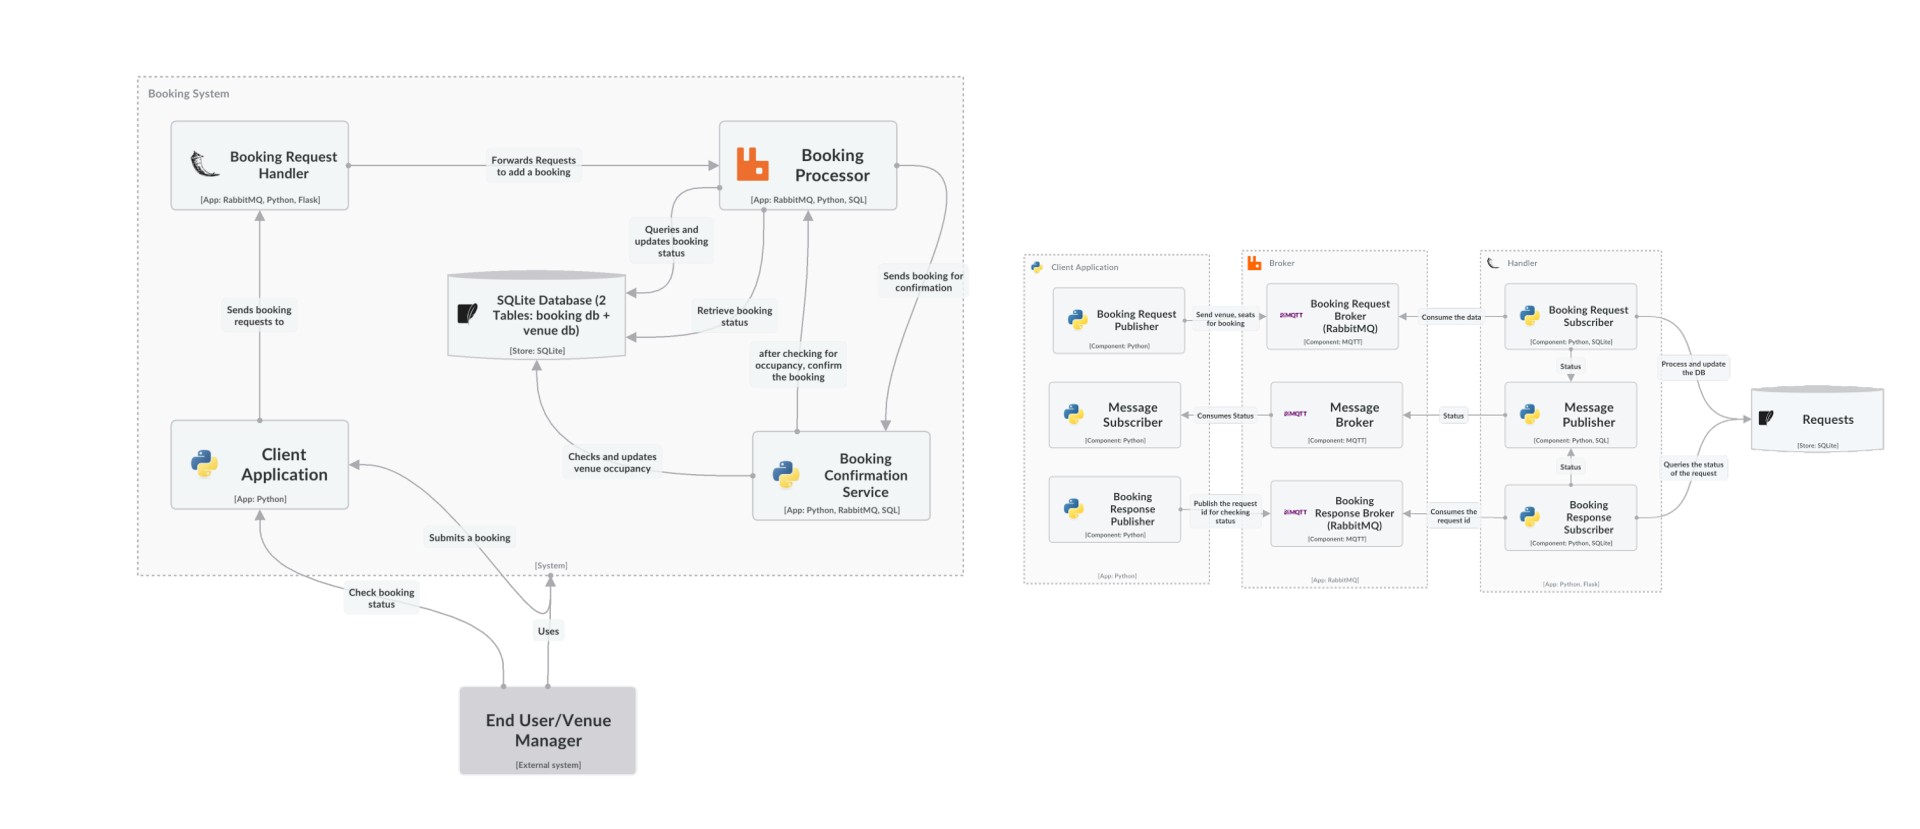 Booking System
Booking Request
Handler
[App: RabbitMQ, Python, Flask]
Forwards Requests
to add a booking
Booking
Processor
[App: RabbitMQ, Python, SQL]
Queries and
updates booking
status
Sends booking for
confirmation
SQLite Database (2
Tables: booking db +
venue db)
[Store: SQLite]
Retrieve booking
status
Sends booking
requests to
after checking for
occupancy, confirm
the booking
Client
Application
[App: Python]
Checks and updates
venue occupancy
Booking
Confirmation
Service
[App: Python, RabbitMQ, SQL]
Submits a booking
[System]
Check booking
status
Uses
End User/Venue
Manager
[External system]
Client Application
Booking Request
Publisher
[Component: Python]
Send venue, seats
for booking
Message
Subscriber
[Component: Python]
Consumes Status
Booking
Response
Publisher
[Component: Python]
Publish the request
id for checking
status
[App: Python]
Broker
MQTT
Booking Request
Broker
(RabbitMQ)
[Component: MQTT]
Consume the data
MQTT
Message
Broker
[Component: MQTT]
Status
MQTT
Booking
Response Broker
(RabbitMQ)
[Component: MQTT]
Consumes the
request id
[App: RabbitMQ]
Handler
Booking Request
Subscriber
[Component: Python, SQLite]
Status
Message
Publisher
[Component: Python, SQL]
Status
Booking
Response
Subscriber
[Component: Python, SQLite]
[App: Python, Flask]
Process and update
the DB
Queries the status
of the request
Requests
[Store: SQLite]